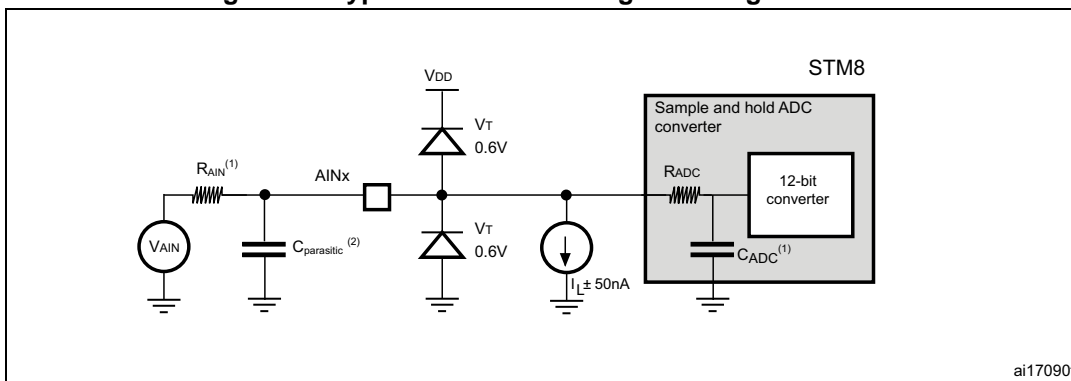 STM8
VDD
Sample and hold ADC
converter
VT
0.6V
RAIN(1)
AINx
RADC
12-bit
converter
VAIN
Cparasitic (2)
VT
0.6V
IL± 50nA
CADC(1)
ai17090